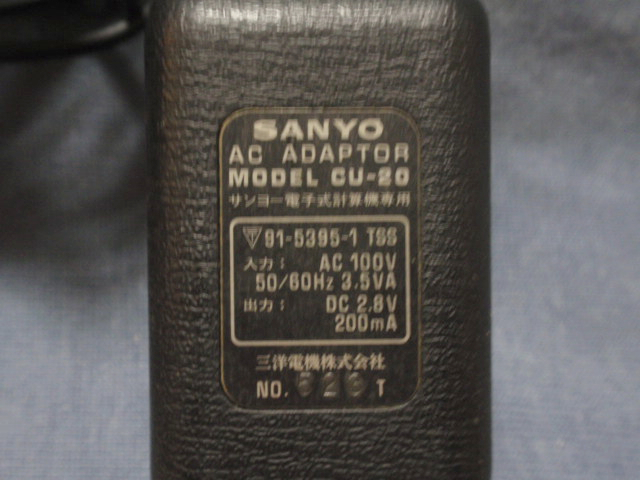 SANYO
AC ADAPTOR
MODEL CU-20
サンヨー電子式計算機専用
▽〒 91-5395-1 TSS
入力: AC 100V
50/60Hz 3.5VA
出力: DC 2.8V
200mA
三洋電機株式会社
NO. 626 T